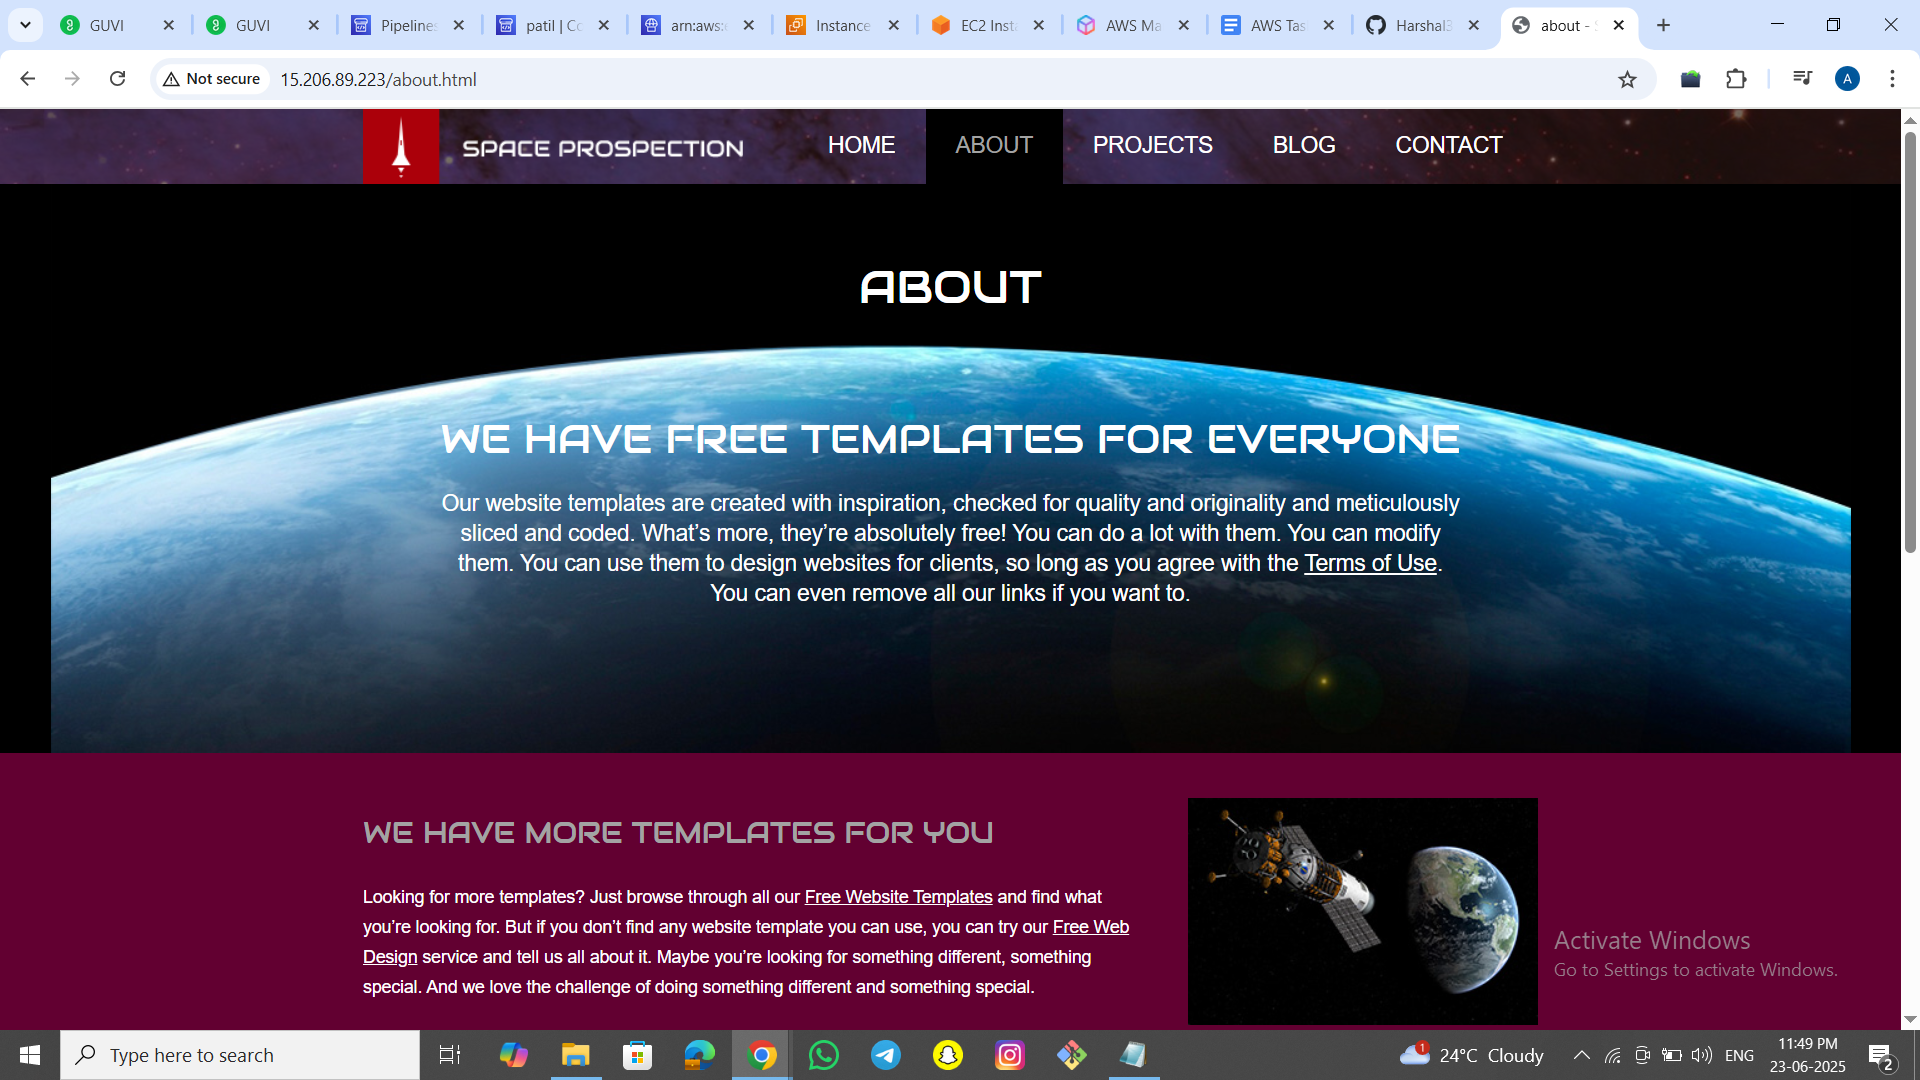 GUVI
GUVI
Pipelines
patil | Co
arn:aws:
Instance
EC2 Inst
AWS Ma
AWS Tas
Harshal3
about -
Not secure
15.206.89.223/about.html
A
SPACE PROSPECTION
HOME
ABOUT
PROJECTS
BLOG
CONTACT
ABOUT
WE HAVE FREE TEMPLATES FOR EVERYONE
Our website templates are created with inspiration, checked for quality and originality and meticulously
sliced and coded. What’s more, they’re absolutely free! You can do a lot with them. You can modify
them. You can use them to design websites for clients, so long as you agree with the Terms of Use.
You can even remove all our links if you want to.
WE HAVE MORE TEMPLATES FOR YOU
Looking for more templates? Just browse through all our Free Website Templates and find what
you’re looking for. But if you don’t find any website template you can use, you can try our Free Web
Design service and tell us all about it. Maybe you’re looking for something different, something
special. And we love the challenge of doing something different and something special.
Activate Windows
Go to Settings to activate Windows.
Type here to search
1
24°C Cloudy
ENG
11:49 PM
23-06-2025
2